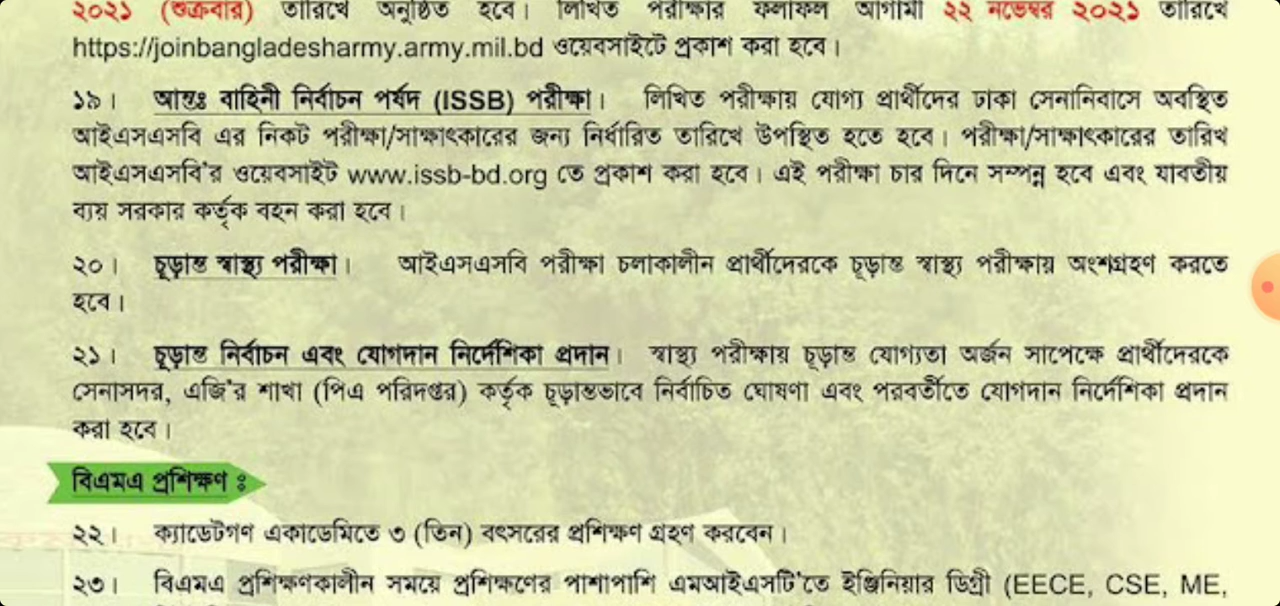 ২০২১ (শুক্রবার) তারিখে অনুষ্ঠিত হবে। লিখিত পরীক্ষার ফলাফল আগামী ২২ নভেম্বর ২০২১ তারিখে
https://joinbangladesharmy.army.mil.bd ওয়েবসাইটে প্রকাশ করা হবে।
১৯। আন্তঃ বাহিনী নির্বাচন পর্ষদ (ISSB) পরীক্ষা। লিখিত পরীক্ষায় যোগ্য প্রার্থীদের ঢাকা সেনানিবাসে অবস্থিত
আইএসএসবি এর নিকট পরীক্ষা/সাক্ষাৎকারের জন্য নির্ধারিত তারিখে উপস্থিত হতে হবে। পরীক্ষা/সাক্ষাৎকারের তারিখ
আইএসএসবি'র ওয়েবসাইট www.issb-bd.org তে প্রকাশ করা হবে। এই পরীক্ষা চার দিনে সম্পন্ন হবে এবং যাবতীয়
ব্যয় সরকার কর্তৃক বহন করা হবে।
২০। চূড়ান্ত স্বাস্থ্য পরীক্ষা। আইএসএসবি পরীক্ষা চলাকালীন প্রার্থীদেরকে চূড়ান্ত স্বাস্থ্য পরীক্ষায় অংশগ্রহণ করতে
হবে।
২১। চূড়ান্ত নির্বাচন এবং যোগদান নির্দেশিকা প্রদান। স্বাস্থ্য পরীক্ষায় চূড়ান্ত যোগ্যতা অর্জন সাপেক্ষে প্রার্থীদেরকে
সেনাসদর, এজি'র শাখা (পিএ পরিদপ্তর) কর্তৃক চূড়ান্তভাবে নির্বাচিত ঘোষণা এবং পরবর্তীতে যোগদান নির্দেশিকা প্রদান
করা হবে।
বিএমএ প্রশিক্ষণ ঃ
২২। ক্যাডেটগণ একাডেমিতে ৩ (তিন) বৎসরের প্রশিক্ষণ গ্রহণ করবেন।
২৩। বিএমএ প্রশিক্ষণকালীন সময়ে প্রশিক্ষণের পাশাপাশি এমআইএসটি'তে ইঞ্জিনিয়ার ডিগ্রী (EECE, CSE, ME,